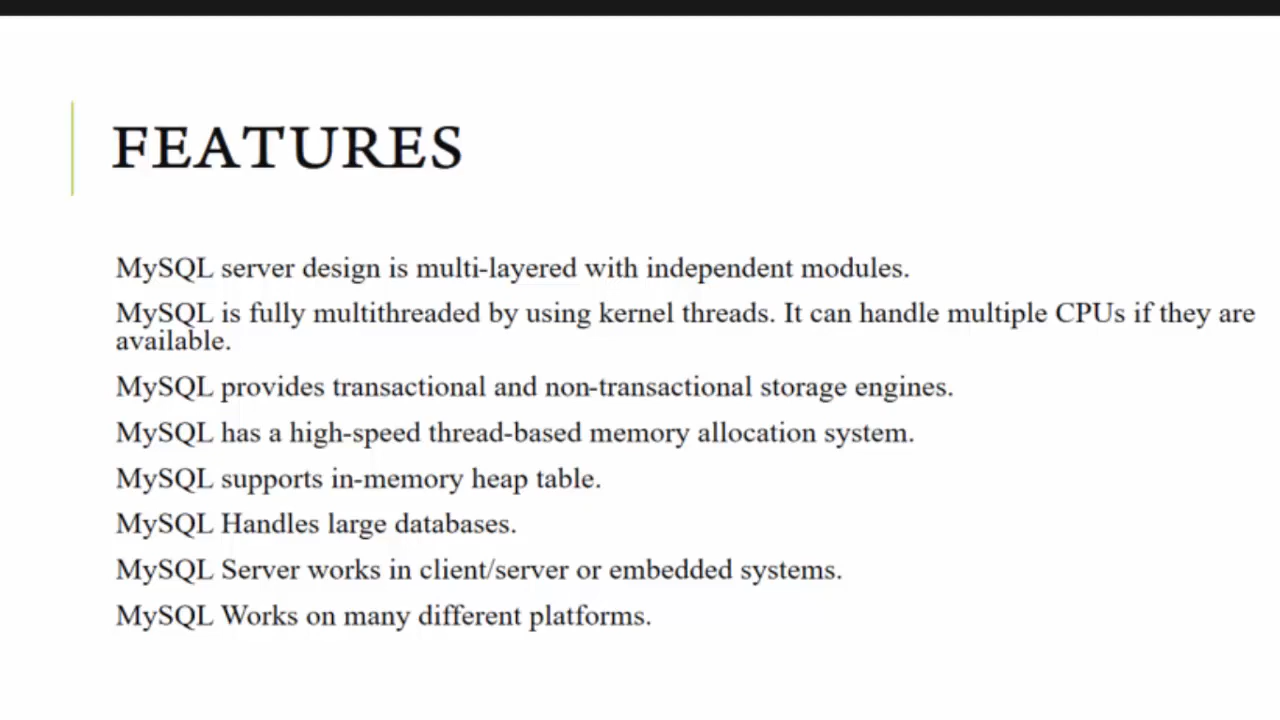 FEATURES
MySQL server design is multi-layered with independent modules.
MySQL is fully multithreaded by using kernel threads. It can handle multiple CPUs if they are
available.
MySQL provides transactional and non-transactional storage engines.
MySQL has a high-speed thread-based memory allocation system.
MySQL supports in-memory heap table.
MySQL Handles large databases.
MySQL Server works in client/server or embedded systems.
MySQL Works on many different platforms.